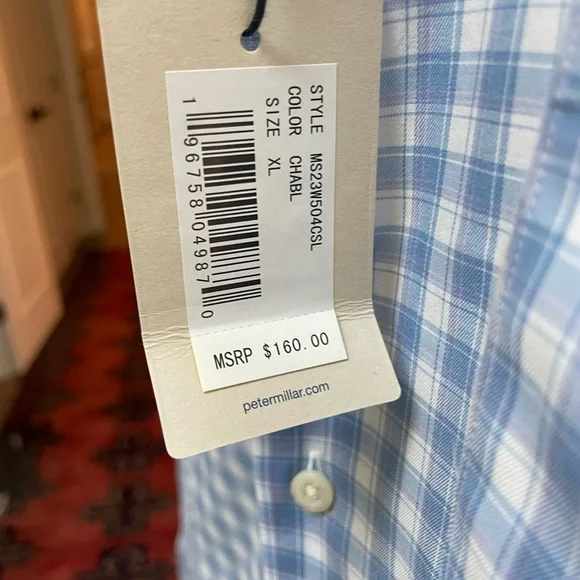 STYLE MS23W504CSL
COLOR CHABL
SIZE XL
1 96758 04987 0
MSRP $160.00
petermillar.com